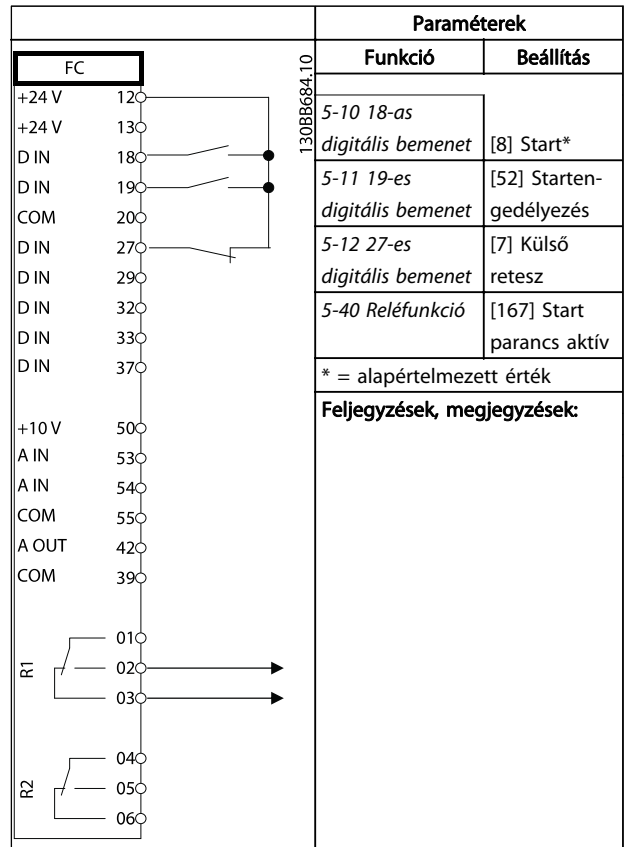 FC
+24 V 12
+24 V 13
D IN 18
D IN 19
COM 20
D IN 27
D IN 29
D IN 32
D IN 33
D IN 37
+10 V 50
A IN 53
A IN 54
COM 55
A OUT 42
COM 39
R1
01
02
03
R2
04
05
06
130BB684.10
Paraméterek
Funkció Beállítás
5-10 18-as
digitális bemenet [8] Start*
5-11 19-es [52] Starten-
digitális bemenet gedélyezés
5-12 27-es [7] Külső
digitális bemenet retesz
5-40 Reléfunkció [167] Start
parancs aktív
* = alapértelmezett érték
Feljegyzések, megjegyzések: